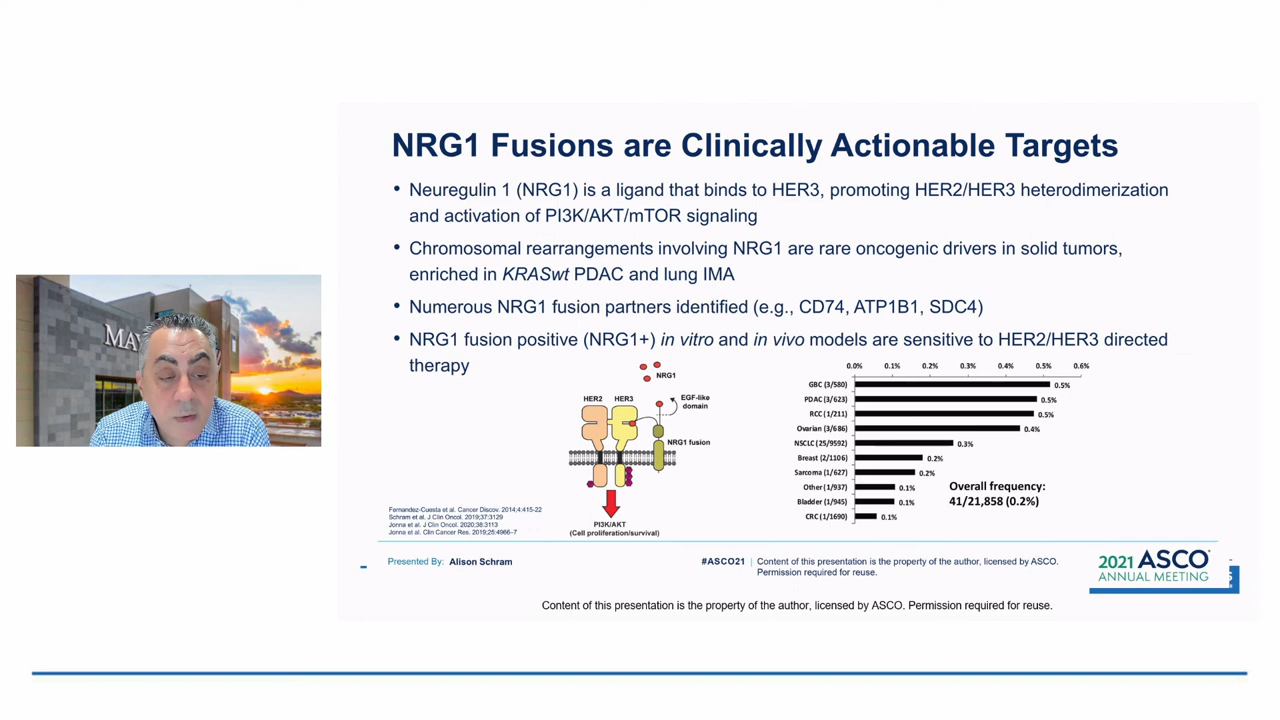 NRG1 Fusions are Clinically Actionable Targets
• Neuregulin 1 (NRG1) is a ligand that binds to HER3, promoting HER2/HER3 heterodimerization
and activation of PI3K/AKT/mTOR signaling
• Chromosomal rearrangements involving NRG1 are rare oncogenic drivers in solid tumors,
enriched in KRASwt PDAC and lung IMA
• Numerous NRG1 fusion partners identified (e.g., CD74, ATP1B1, SDC4)
• NRG1 fusion positive (NRG1+) in vitro and in vivo models are sensitive to HER2/HER3 directed
therapy
MAY
NRG1
HER2 HER3
EGF-like
domain
NRG1 fusion
PI3K/AKT
(Cell proliferation/survival)
0.0% 0.1% 0.2% 0.3% 0.4% 0.5% 0.6%
GBC (3/580) 0.5%
PDAC (3/623) 0.5%
RCC (1/211) 0.5%
Ovarian (3/686) 0.4%
NSCLC (25/9592) 0.3%
Breast (2/1106) 0.2%
Sarcoma (1/627) 0.2%
Other (1/937) 0.1%
Bladder (1/945) 0.1%
CRC (1/1690) 0.1%
Overall frequency:
41/21,858 (0.2%)
Fernandez-Cuesta et al. Cancer Discov. 2014;4:415-22
Schram et al. J Clin Oncol. 2019;37:3129
Jonna et al. J Clin Oncol. 2020;38:3113
Jonna et al. Clin Cancer Res. 2019;25:4966–7
Presented By: Alison Schram
#ASCO21 | Content of this presentation is the property of the author, licensed by ASCO.
Permission required for reuse.
2021 ASCO®
ANNUAL MEETING
Content of this presentation is the property of the author, licensed by ASCO. Permission required for reuse.